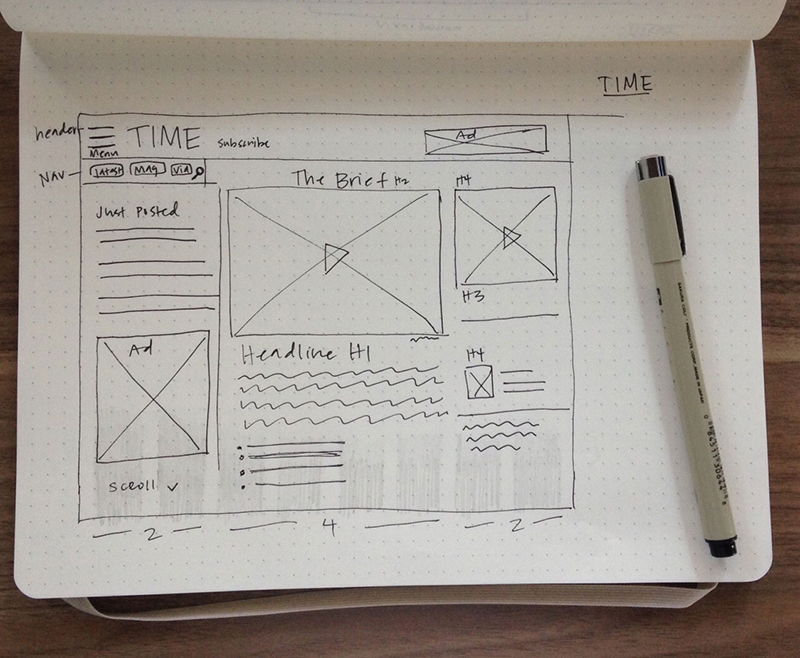 TIME
header
TIME
subscribe
Ad
Menu
NAV
latest
Mag
Vid
The Brief H2
H4
Just Posted
H3
Ad
Headline H1
H4
scroll
2
4
2